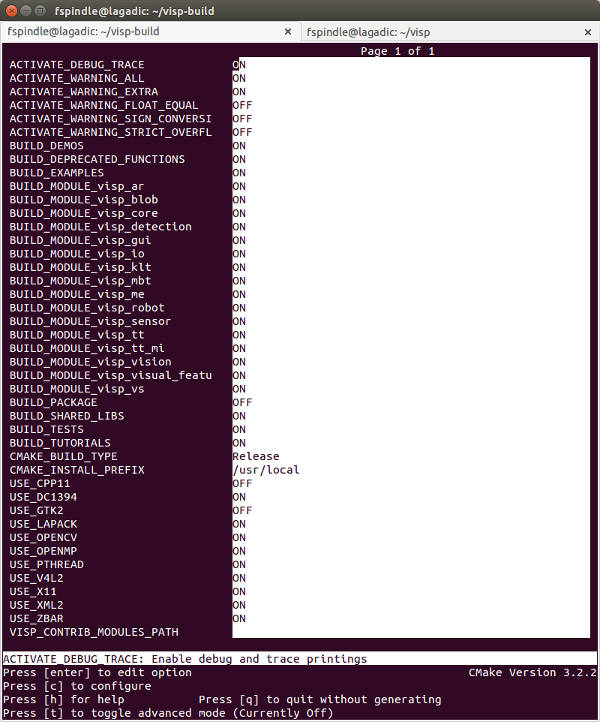 fspindle@lagadic: ~/visp-build
fspindle@lagadic: ~/visp-build × fspindle@lagadic: ~/visp ×
Page 1 of 1
ACTIVATE_DEBUG_TRACE ON
ACTIVATE_WARNING_ALL ON
ACTIVATE_WARNING_EXTRA ON
ACTIVATE_WARNING_FLOAT_EQUAL OFF
ACTIVATE_WARNING_SIGN_CONVERSI OFF
ACTIVATE_WARNING_STRICT_OVERFL OFF
BUILD_DEMOS ON
BUILD_DEPRECATED_FUNCTIONS ON
BUILD_EXAMPLES ON
BUILD_MODULE_visp_ar ON
BUILD_MODULE_visp_blob ON
BUILD_MODULE_visp_core ON
BUILD_MODULE_visp_detection ON
BUILD_MODULE_visp_gui ON
BUILD_MODULE_visp_io ON
BUILD_MODULE_visp_klt ON
BUILD_MODULE_visp_mbt ON
BUILD_MODULE_visp_me ON
BUILD_MODULE_visp_robot ON
BUILD_MODULE_visp_sensor ON
BUILD_MODULE_visp_tt ON
BUILD_MODULE_visp_tt_mi ON
BUILD_MODULE_visp_vision ON
BUILD_MODULE_visp_visual_featu ON
BUILD_MODULE_visp_vs ON
BUILD_PACKAGE OFF
BUILD_SHARED_LIBS ON
BUILD_TESTS ON
BUILD_TUTORIALS ON
CMAKE_BUILD_TYPE Release
CMAKE_INSTALL_PREFIX /usr/local
USE_CPP11 OFF
USE_DC1394 ON
USE_GTK2 OFF
USE_LAPACK ON
USE_OPENCV ON
USE_OPENMP ON
USE_PTHREAD ON
USE_V4L2 ON
USE_X11 ON
USE_XML2 ON
USE_ZBAR ON
VISP_CONTRIB_MODULES_PATH
ACTIVATE_DEBUG_TRACE: Enable debug and trace printings
Press [enter] to edit option CMake Version 3.2.2
Press [c] to configure
Press [h] for help Press [q] to quit without generating
Press [t] to toggle advanced mode (Currently Off)